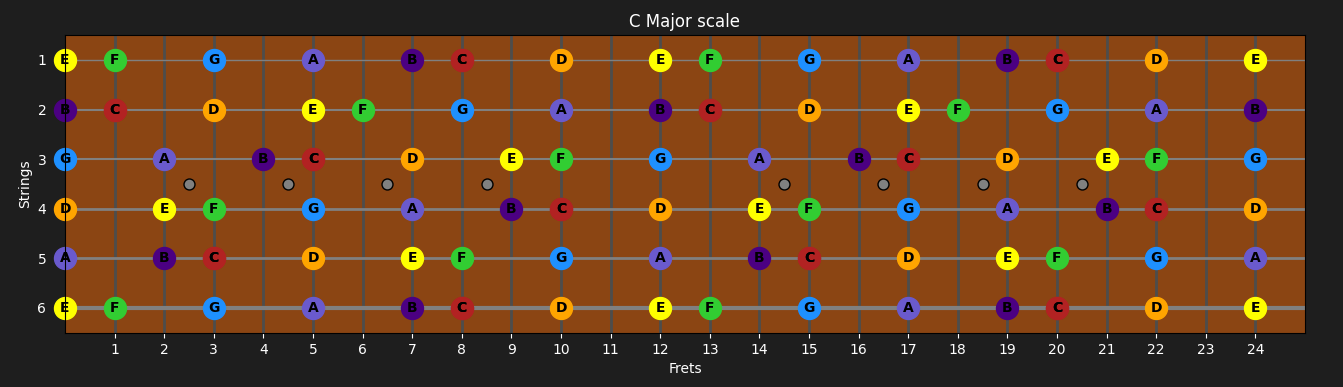 C Major scale
Strings
1 E F G A B C D E F G A B C D E
2 B C D E F G A B C D E F G A B
3 G A B C D E F G A B C D E F G
4 D E F G A B C D E F G A B C D
5 A B C D E F G A B C D E F G A
6 E F G A B C D E F G A B C D E
1 2 3 4 5 6 7 8 9 10 11 12 13 14 15 16 17 18 19 20 21 22 23 24
Frets